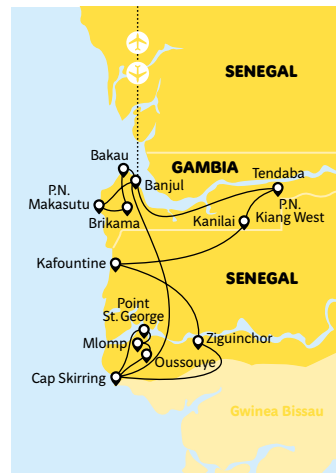 SENEGAL
Bakau
GAMBIA
Banjul
Tendaba
P.N.
Makasutu
P.N.
Kiang West
Brikama
Kanilai
Kafountine
SENEGAL
Point
St. George
Mlomp
Ziguinchor
Oussouye
Cap Skirring
Gwinea Bissau